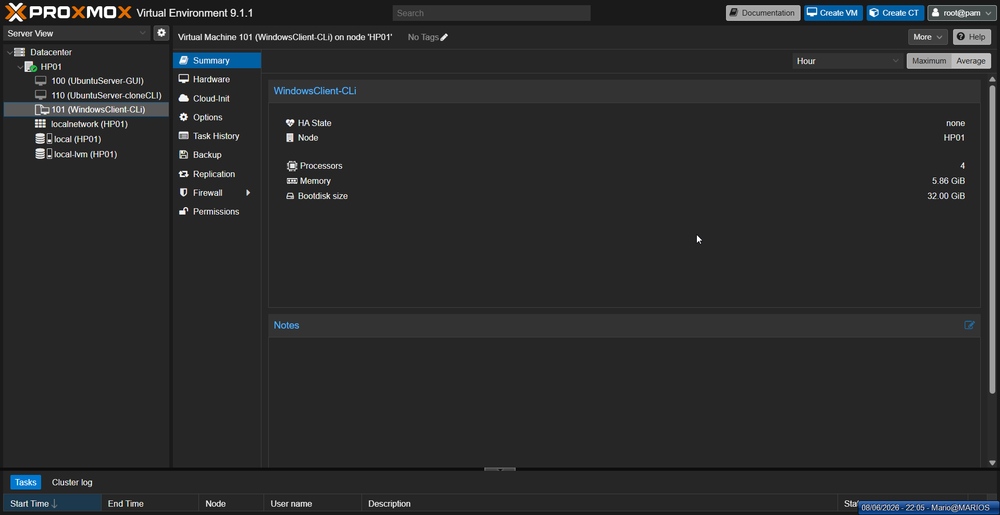 PROXMOX Virtual Environment 9.1.1
Search
Documentation
Create VM
Create CT
root@pam
Server View
Virtual Machine 101 (WindowsClient-CLi) on node 'HP01'
No Tags
More
Help
Datacenter
HP01
100 (UbuntuServer-GUI)
110 (UbuntuServer-cloneCLI)
101 (WindowsClient-CLi)
localnetwork (HP01)
local (HP01)
local-lvm (HP01)
Summary
Hardware
Cloud-Init
Options
Task History
Backup
Replication
Firewall
Permissions
Hour
Maximum
Average
WindowsClient-CLi
HA State none
Node HP01
Processors 4
Memory 5.86 GiB
Bootdisk size 32.00 GiB
Notes
Tasks
Cluster log
Start Time
End Time
Node
User name
Description
08/06/2026 - 22:05 - Mario@MARIOS